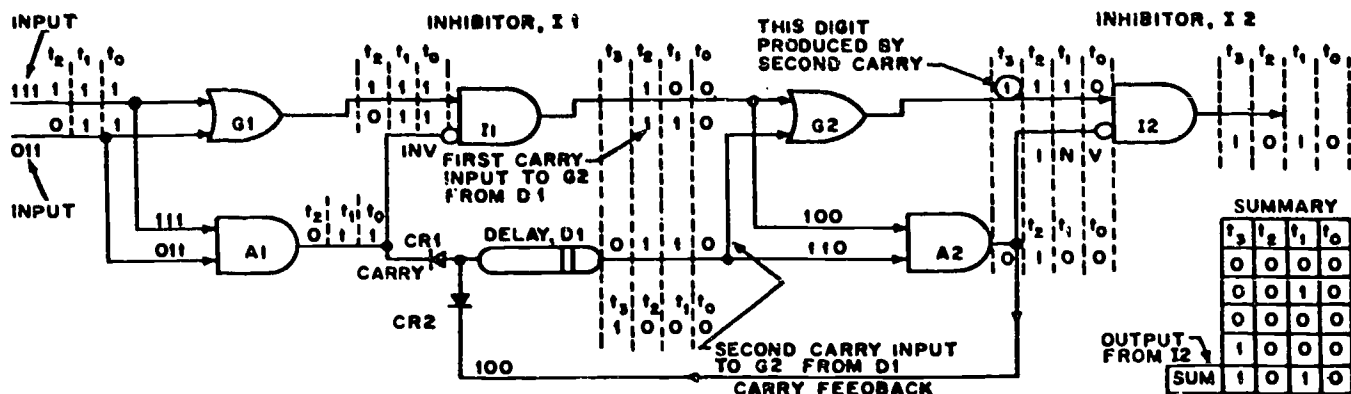 INPUT
INHIBITOR, I 1
THIS DIGIT
PRODUCED BY
SECOND CARRY
INHIBITOR, I 2
t2 t1 t0
t2 t1 t0
t3 t2 t1 t0
t3 t2 t1 t0
t3 t2 t1 t0
111 1 1 1
1 1 1
1 0 0
1 1 1 0
0 1 1
G1
0 1 1
I1
1 1 0
G2
I2
011
INV
FIRST CARRY
INPUT TO G2
FROM D1
I N V
1 0 1 0
INPUT
111
t2 t1 t0
0 1 1
011
A1
CR1
CARRY
DELAY, D1
0 1 1 0
100
110
A2
t2 t1 t0
0 1 0 0
CR2
t3 t2 t1 t0
1 0 0 0
100
SECOND CARRY INPUT
TO G2 FROM D1
CARRY FEEDBACK
SUMMARY
t3 t2 t1 t0
0 0 0 0
0 0 1 0
0 0 0 0
1 0 0 0
OUTPUT
FROM I2
SUM 1 0 1 0